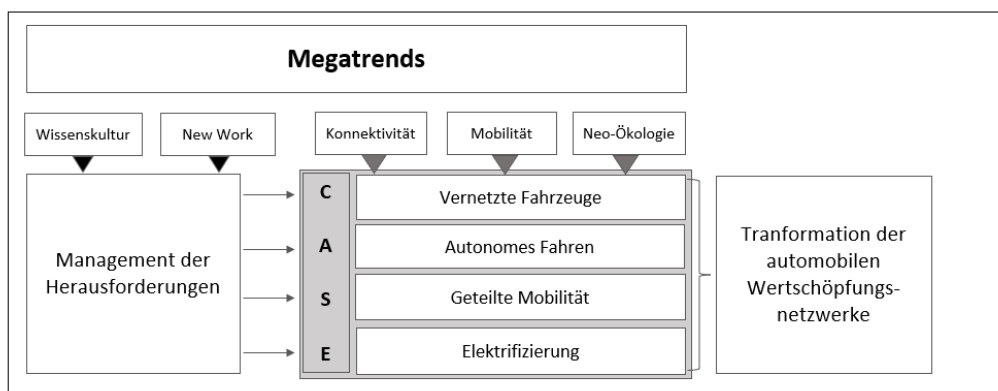 Megatrends
Wissenskultur
New Work
Konnektivität
Mobilität
Neo-Ökologie
Management der
Herausforderungen
C
Vernetzte Fahrzeuge
A
Autonomes Fahren
S
Geteilte Mobilität
E
Elektrifizierung
Tranformation der
automobilen
Wertschöpfungs-
netzwerke